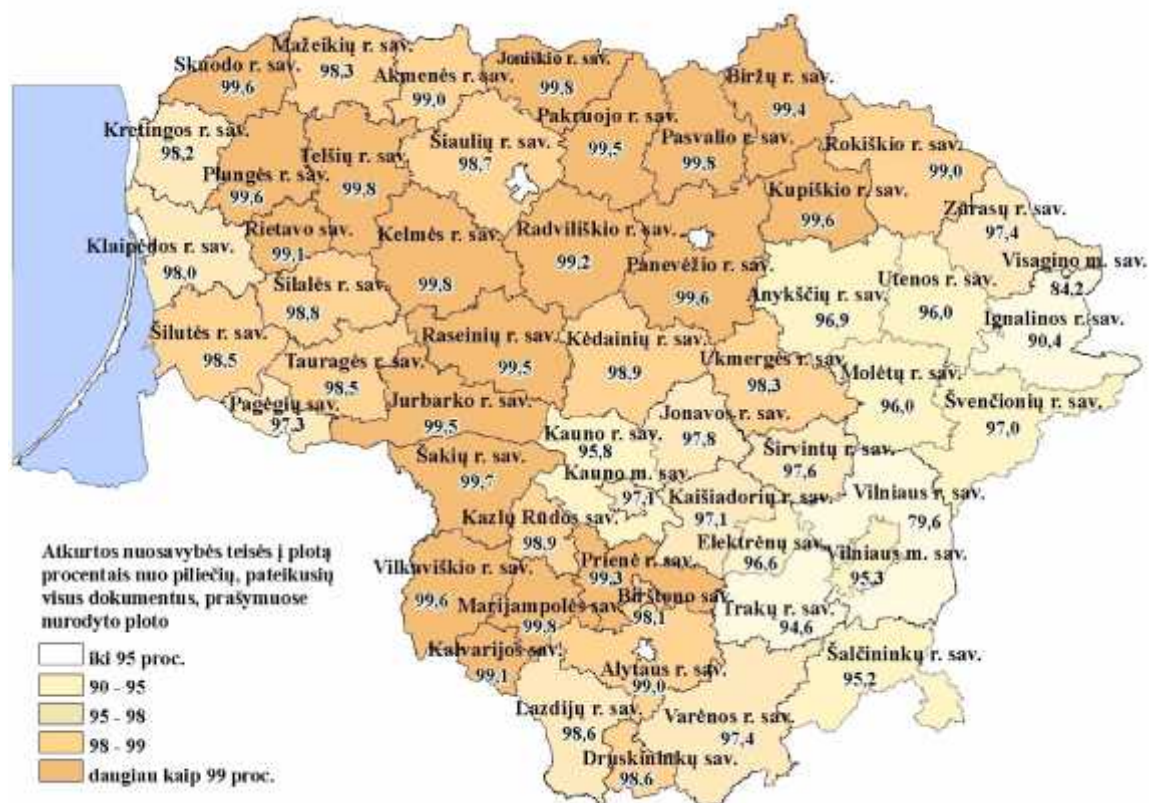 Mažeikių r. sav.
98,3
Skuodo r. sav.
99,6
Akmenės r. sav.
99,0
Joniškio r. sav.
99,8
Biržų r. sav.
99,4
Kretingos r. sav.
98,2
Šiaulių r. sav.
98,7
Pakruojo r. sav.
99,5
Pasvalio r. sav.
99,8
Rokiškio r. sav.
99,0
Telšių r. sav.
99,8
Plungės r. sav.
99,6
Kupiškio r. sav.
99,6
Zarasų r. sav.
97,4
Klaipėdos r. sav.
98,0
Rietavo sav.
99,1
Kelmės r. sav.
99,8
Radviliškio r. sav.
99,2
Panevėžio r. sav.
99,6
Visagino m. sav.
84,2
Utenos r. sav.
96,0
Anykščių r. sav.
96,9
Ignalinos r. sav.
90,4
Šilalės r. sav.
98,8
Šilutės r. sav.
98,5
Raseinių r. sav.
99,5
Kėdainių r. sav.
98,9
Ukmergės r. sav.
98,3
Tauragės r. sav.
98,5
Molėtų r. sav.
96,0
Švenčionių r. sav.
97,0
Pagėgių sav.
97,3
Jurbarko r. sav.
99,5
Jonavos r. sav.
97,8
Kauno r. sav.
95,8
Širvintų r. sav.
97,6
Šakių r. sav.
99,7
Kauno m. sav.
97,1
Kaišiadorių r. sav.
97,1
Vilniaus r. sav.
79,6
Kazlų Rūdos sav.
98,9
Elektrėnų sav.
96,6
Vilniaus m. sav.
95,3
Prienė r. sav.
99,3
Vilkaviškio r. sav.
99,6
Birštono sav.
98,1
Marijampolės sav.
99,8
Trakų r. sav.
94,6
Kalvarijos sav.
99,1
Alytaus r. sav.
99,0
Šalčininkų r. sav.
95,2
Lazdijų r. sav.
98,6
Varėnos r. sav.
97,4
Druskininkų sav.
98,6
Atkurtos nuosavybės teisės į plotą
procentais nuo piliečių, pateikusių
visus dokumentus, prašymuose
nurodyto ploto
iki 95 proc.
90 - 95
95 - 98
98 - 99
daugiau kaip 99 proc.